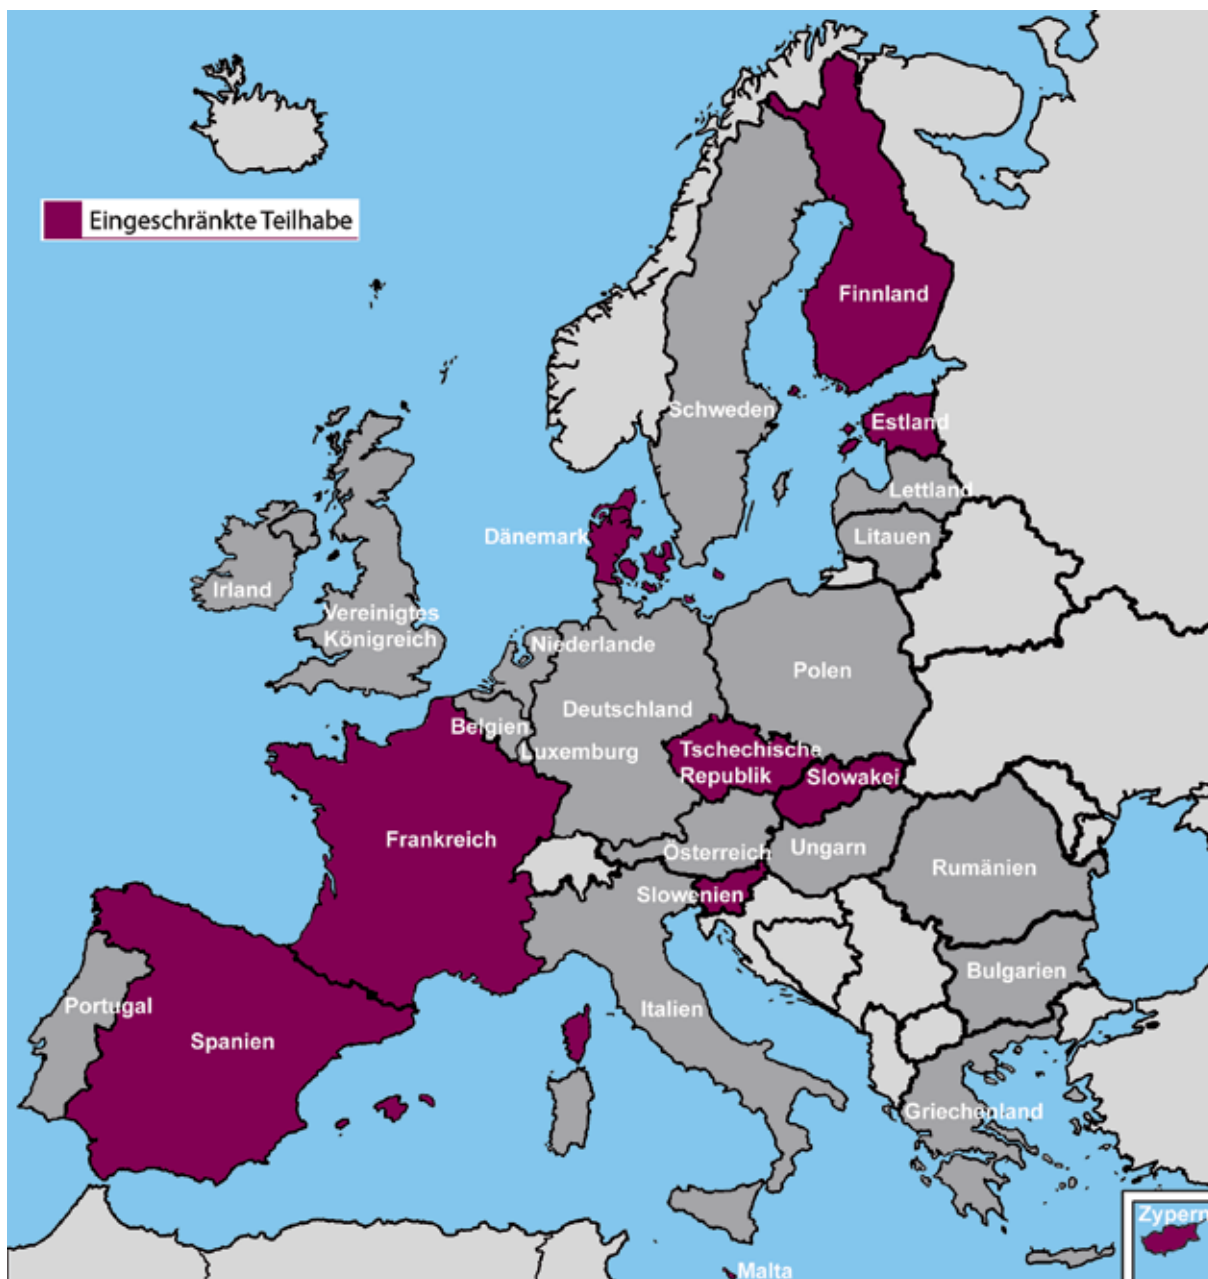 Eingeschränkte Teilhabe
Finnland
Schweden
Estland
Lettland
Dänemark
Litauen
Irland
Vereinigtes
Königreich
Niederlande
Polen
Deutschland
Belgien
Luxemburg
Tschechische
Republik
Slowakei
Frankreich
Österreich
Ungarn
Rumänien
Slowenien
Bulgarien
Portugal
Italien
Spanien
Griechenland
Zypern
Malta